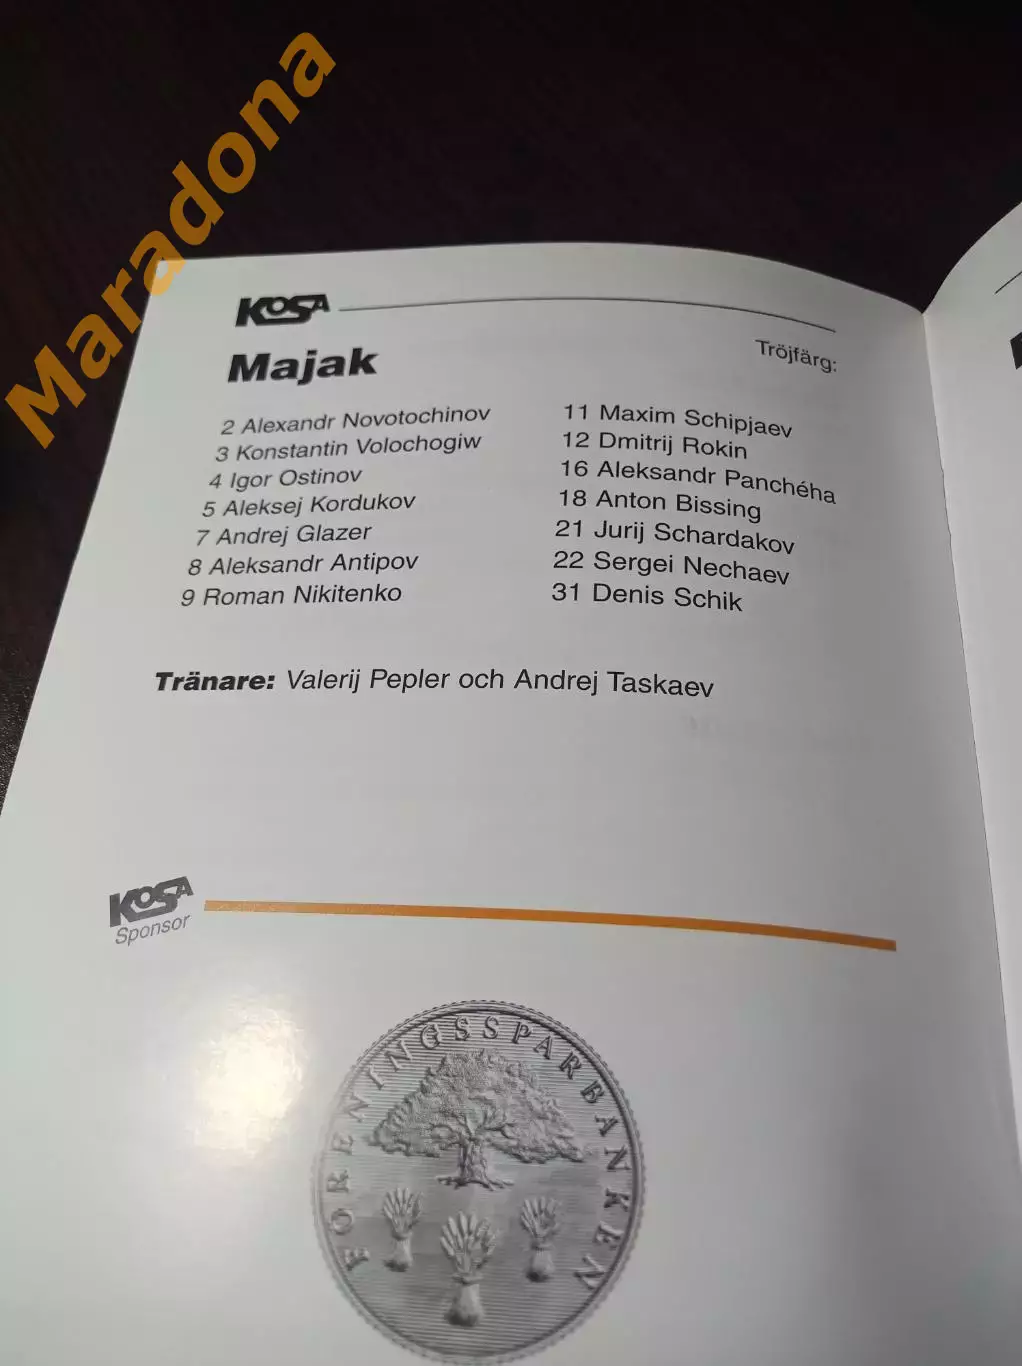 Maradona
KOSA
Majak
Tröjfärg:
2 Alexandr Novotochinov
3 Konstantin Volochogiw
4 Igor Ostinov
5 Aleksej Kordukov
7 Andrej Glazer
8 Aleksandr Antipov
9 Roman Nikitenko
11 Maxim Schipjaev
12 Dmitrij Rokin
16 Aleksandr Panchéha
18 Anton Bissing
21 Jurij Schardakov
22 Sergei Nechaev
31 Denis Schik
Tränare: Valerij Pepler och Andrej Taskaev
KOSA
Sponsor
FÖRENINGSSPARBANKEN